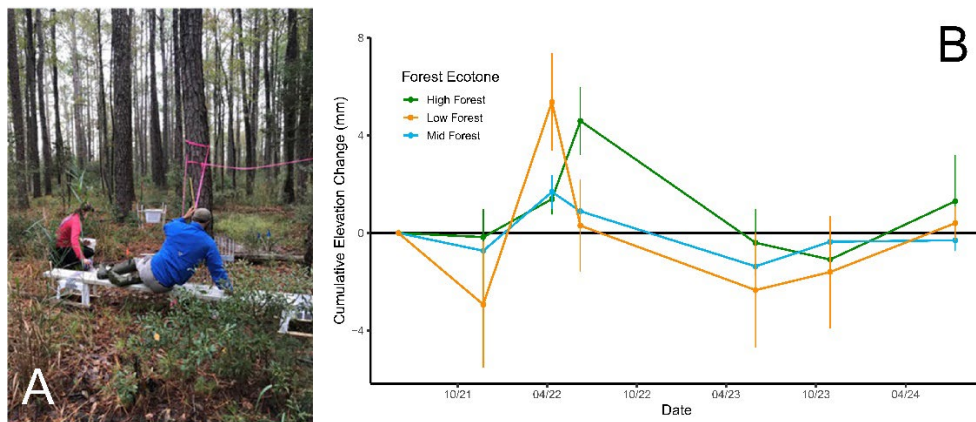 A
B
Forest Ecotone
High Forest
Low Forest
Mid Forest
Cumulative Elevation Change (mm)
8
4
0
−4
10/21
04/22
10/22
04/23
10/23
04/24
Date